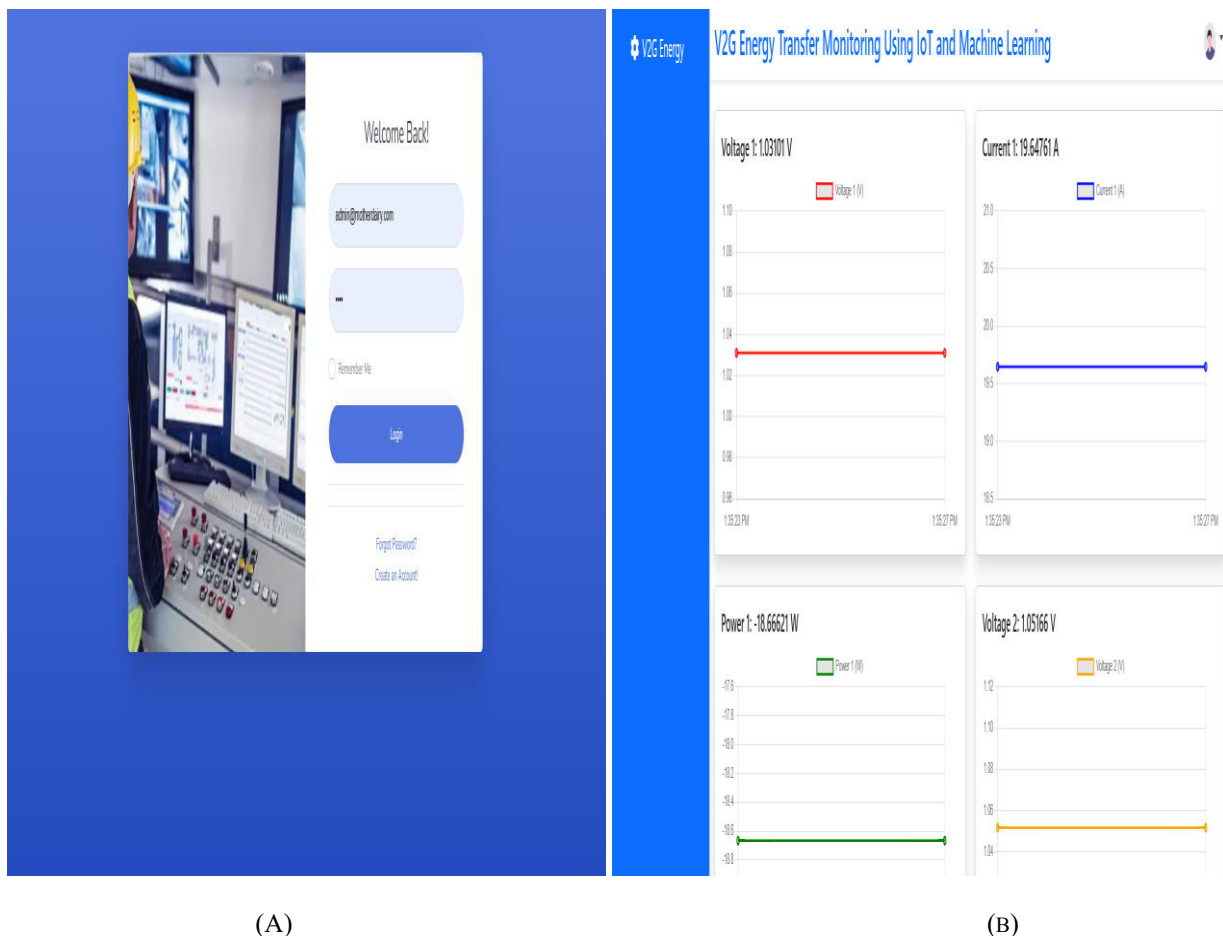 Welcome Back!
admin@motherdairy.com
••••
Remember Me
Login
Forgot Password?
Create an Account!
V2G Energy
V2G Energy Transfer Monitoring Using IoT and Machine Learning
Voltage 1: 1.03101 V
Voltage 1 (V)
1.10
1.08
1.06
1.04
1.02
1.00
0.98
0.96
1:35:23 PM 1:35:27 PM
Current 1: 19.64761 A
Current 1 (A)
21.0
20.5
20.0
19.5
19.0
18.5
1:35:23 PM 1:35:27 PM
Power 1: -18.66621 W
Power 1 (W)
-17.6
-17.8
-18.0
-18.2
-18.4
-18.6
-18.8
Voltage 2: 1.05166 V
Voltage 2 (V)
1.12
1.10
1.08
1.06
1.04
(A) (B)